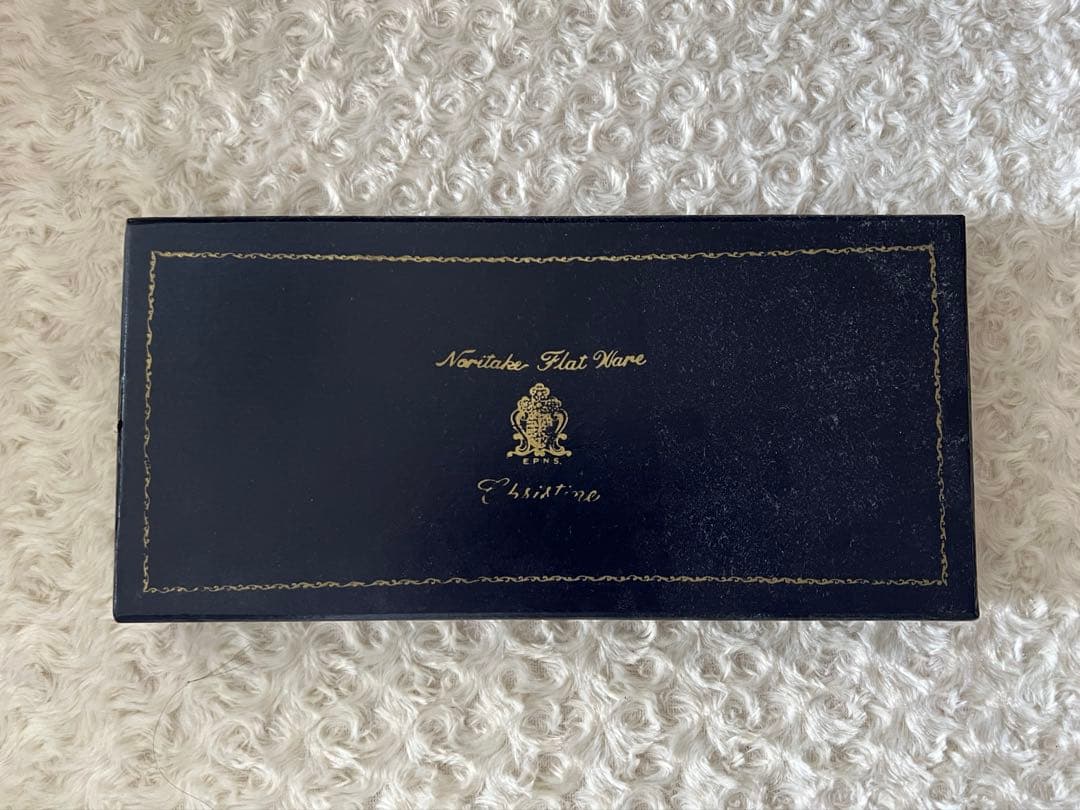 Noritake Flat Ware
E.P.N.S.
Christine